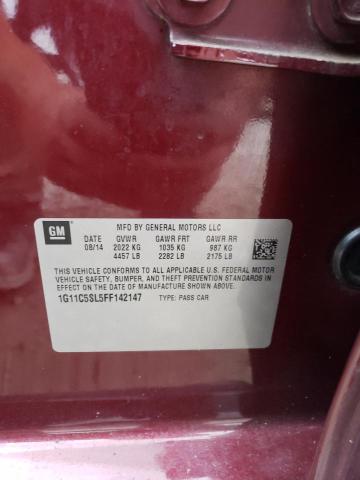 GM
MFD BY GENERAL MOTORS LLC
DATE GVWR GAWR FRT GAWR RR
08/14 2022 KG 1035 KG 987 KG
4457 LB 2282 LB 2175 LB
THIS VEHICLE CONFORMS TO ALL APPLICABLE U.S. FEDERAL MOTOR
VEHICLE SAFETY, BUMPER, AND THEFT PREVENTION STANDARDS IN
EFFECT ON THE DATE OF MANUFACTURE SHOWN ABOVE.
1G11C5SL5FF142147 TYPE: PASS CAR